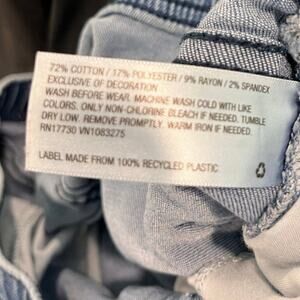 72% COTTON / 17% POLYESTER / 9% RAYON / 2% SPANDEX
EXCLUSIVE OF DECORATION
WASH BEFORE WEAR. MACHINE WASH COLD WITH LIKE
COLORS. ONLY NON-CHLORINE BLEACH IF NEEDED. TUMBLE
DRY LOW. REMOVE PROMPTLY. WARM IRON IF NEEDED.
RN17730 VN1083275
LABEL MADE FROM 100% RECYCLED PLASTIC